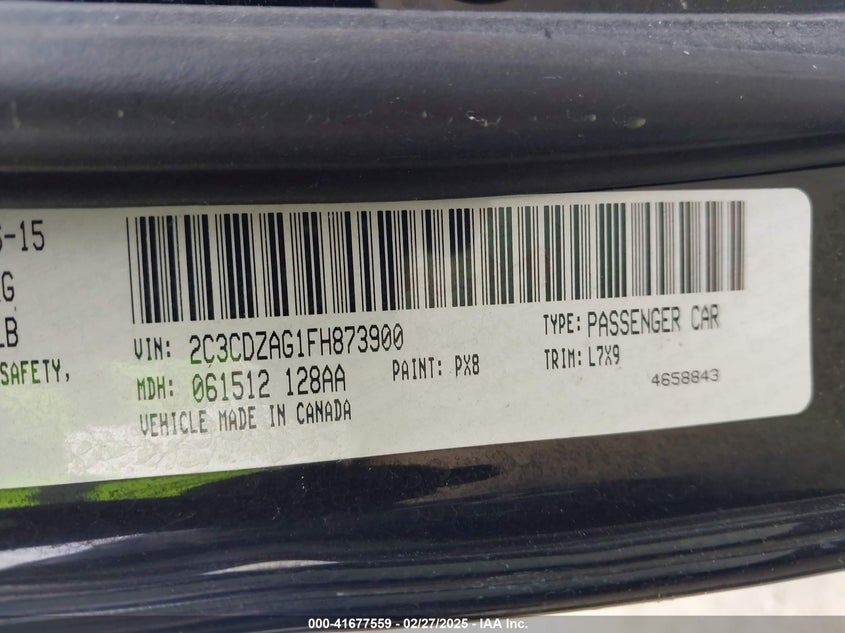 5-15
G
LB
SAFETY,
VIN: 2C3CDZAG1FH873900
TYPE: PASSENGER CAR
MDH: 061512 128AA
PAINT: PX8
TRIM: L7X9
VEHICLE MADE IN CANADA
4658843
000-41677559 / 02/27/2025 - IAA Inc.